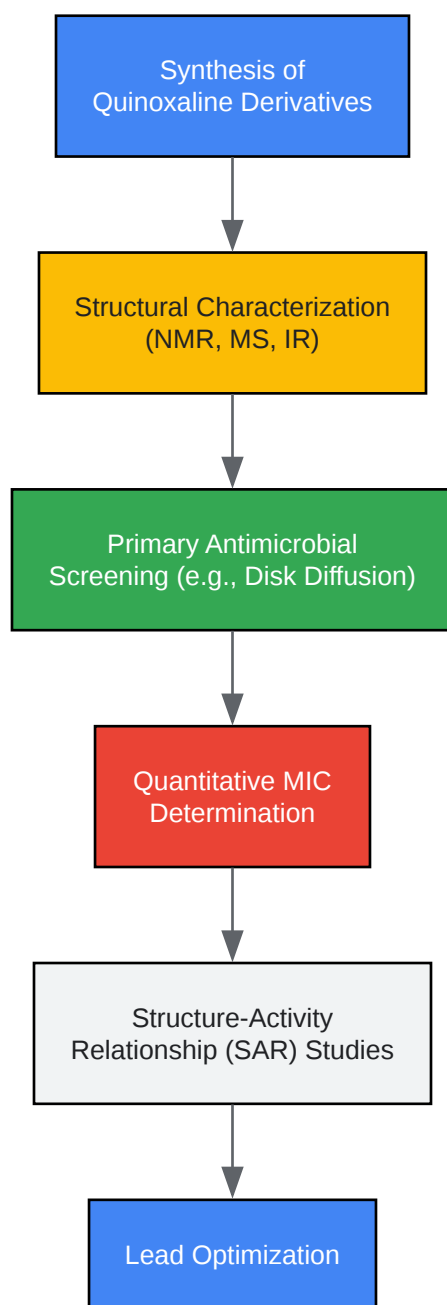 Synthesis of
Quinoxaline Derivatives
Structural Characterization
(NMR, MS, IR)
Primary Antimicrobial
Screening (e.g., Disk Diffusion)
Quantitative MIC
Determination
Structure-Activity
Relationship (SAR) Studies
Lead Optimization